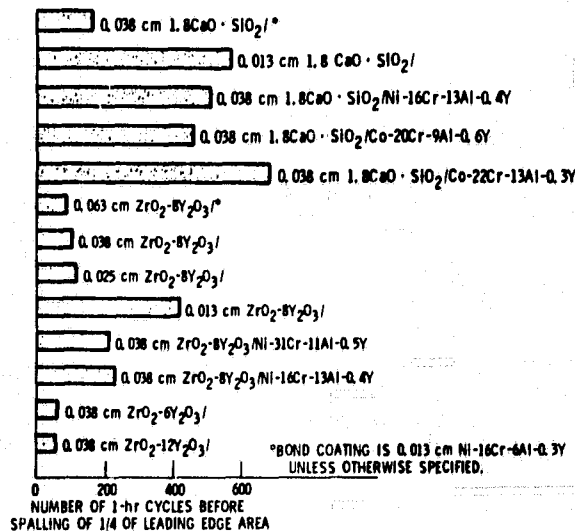 0.038 cm 1.8CaO · SiO2/*
0.013 cm 1.8 CaO · SiO2/
0.038 cm 1.8CaO · SiO2/Ni-16Cr-13Al-0.4Y
0.038 cm 1.8CaO · SiO2/Co-20Cr-9Al-0.6Y
0.038 cm 1.8CaO · SiO2/Co-22Cr-13Al-0.3Y
0.063 cm ZrO2-8Y2O3/*
0.038 cm ZrO2-8Y2O3/
0.025 cm ZrO2-8Y2O3/
0.013 cm ZrO2-8Y2O3/
0.038 cm ZrO2-8Y2O3/Ni-31Cr-11Al-0.5Y
0.038 cm ZrO2-8Y2O3/Ni-16Cr-13Al-0.4Y
0.038 cm ZrO2-6Y2O3/
0.038 cm ZrO2-12Y2O3/
*BOND COATING IS 0.013 cm Ni-16Cr-6Al-0.3Y
UNLESS OTHERWISE SPECIFIED.
0 200 400 600
NUMBER OF 1-hr CYCLES BEFORE
SPALLING OF 1/4 OF LEADING EDGE AREA